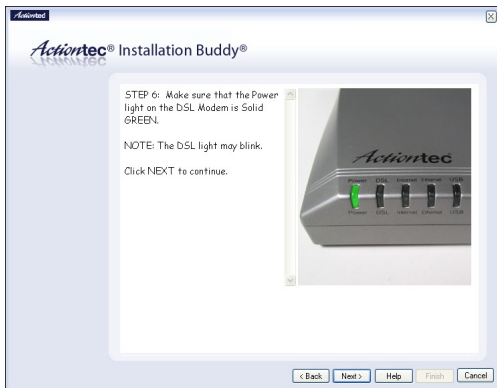 Actiontec
Actiontec® Installation Buddy®
STEP 6: Make sure that the Power
light on the DSL Modem is Solid
GREEN.
NOTE: The DSL light may blink.
Click NEXT to continue.
Actiontec
Power DSL Internet Ethernet USB
Power DSL Internet Ethernet USB
< Back Next > Help Finish Cancel